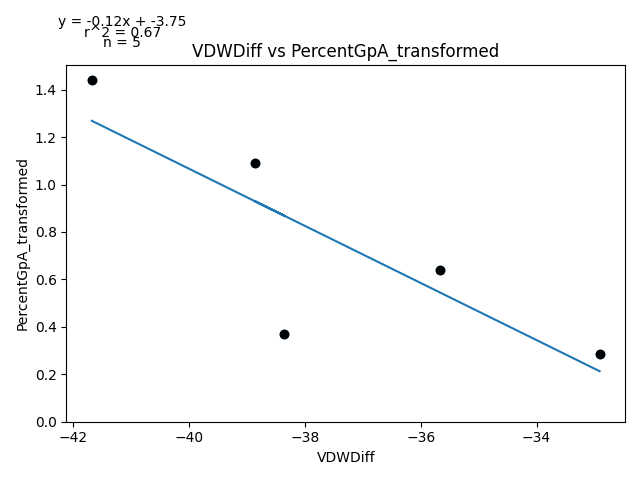 y = -0.12x + -3.75
r^2 = 0.67
n = 5
VDWDiff vs PercentGpA_transformed
1.4
1.2
1.0
0.8
0.6
0.4
0.2
0.0
PercentGpA_transformed
−42
−40
−38
−36
−34
VDWDiff